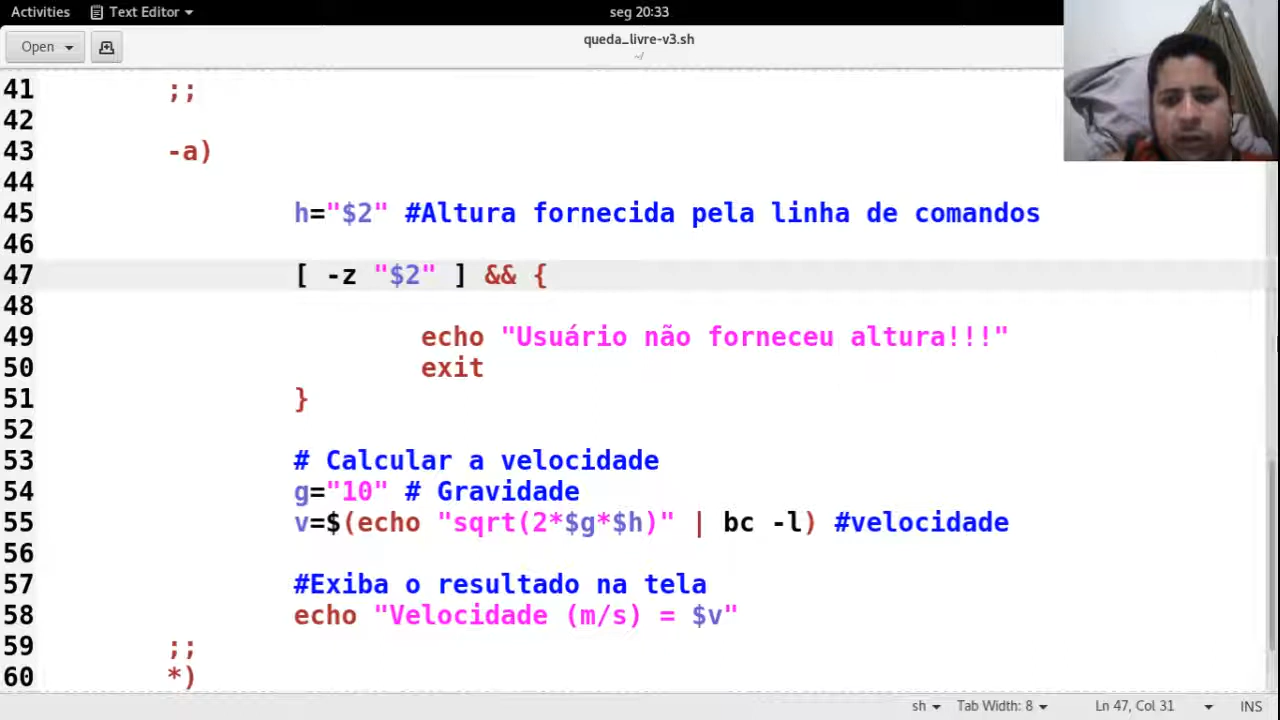 Activities Text Editor seg 20:33
Open queda_livre-v3.sh
~/
41 ;;
42
43 -a)
44
45 h="$2" #Altura fornecida pela linha de comandos
46
47 [ -z "$2" ] && {
48
49 echo "Usuário não forneceu altura!!!"
50 exit
51 }
52
53 # Calcular a velocidade
54 g="10" # Gravidade
55 v=$(echo "sqrt(2*$g*$h)" | bc -l) #velocidade
56
57 #Exiba o resultado na tela
58 echo "Velocidade (m/s) = $v"
59 ;;
60 *)
sh Tab Width: 8 Ln 47, Col 31 INS